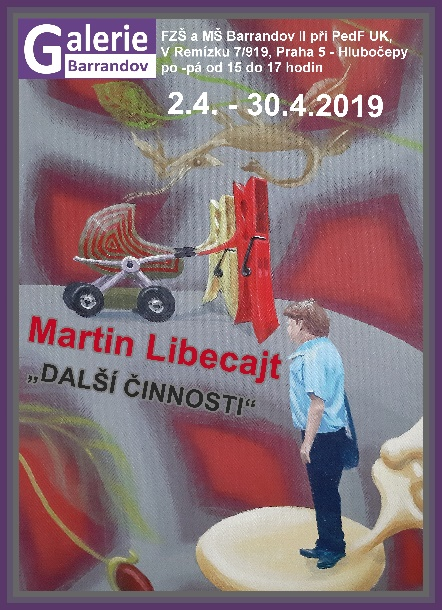 Galerie
Barrandov
FZŠ a MŠ Barrandov II při PedF UK,
V Remízku 7/919, Praha 5 - Hlubočepy
po -pá od 15 do 17 hodin
2.4. - 30.4.2019
Martin Libecajt
„DALŠÍ ČINNOSTI“